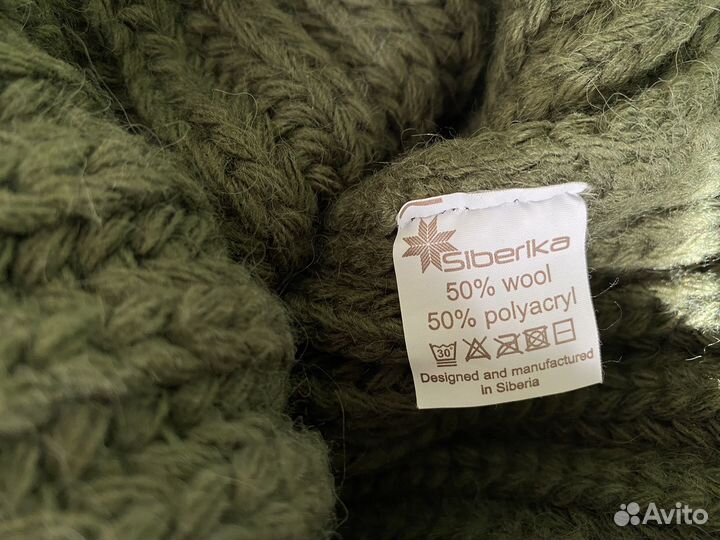 Siberika
50% wool
50% polyacryl
30°
Designed and manufactured
in Siberia
Avito